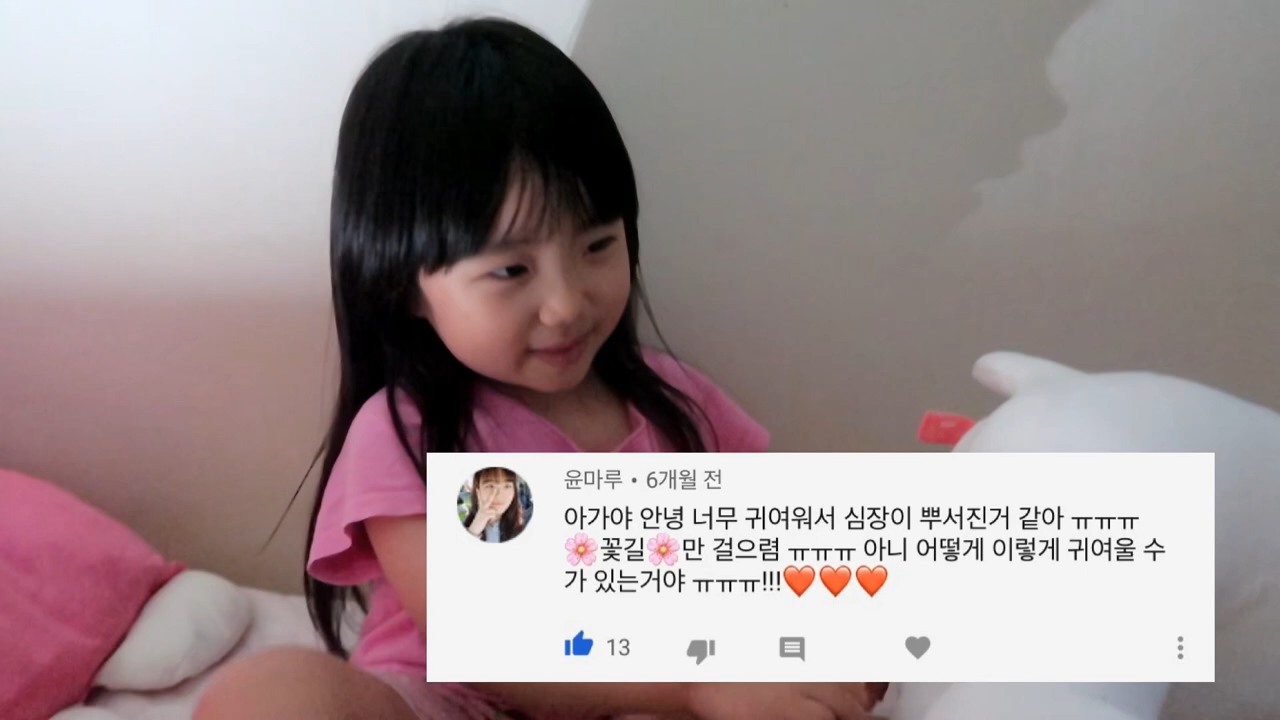 윤마루 • 6개월 전
아가야 안녕 너무 귀여워서 심장이 뿌서진거 같아 ㅠㅠㅠ
🌸꽃길🌸만 걸으렴 ㅠㅠㅠ 아니 어떻게 이렇게 귀여울 수
가 있는거야 ㅠㅠㅠ!!!❤️❤️❤️
13